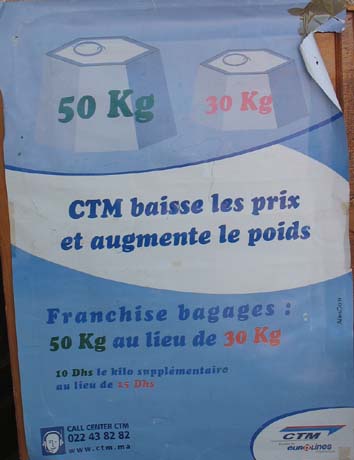 50 Kg
30 Kg
CTM baisse les prix
et augmente le poids
Franchise bagages :
50 Kg au lieu de 30 Kg
10 Dhs le kilo supplémentaire
au lieu de 15 Dhs
CALL CENTER CTM
022 43 82 82
www.ctm.ma
CTM
eurolines